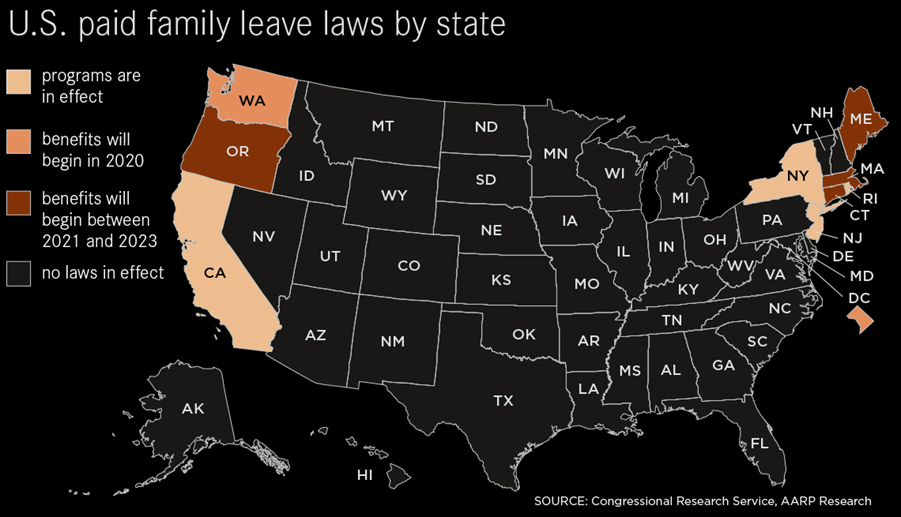 U.S. paid family leave laws by state
programs are
in effect
benefits will
begin in 2020
benefits will
begin between
2021 and 2023
no laws in effect
WA
OR
CA
ID
NV
MT
WY
UT
AZ
CO
NM
ND
SD
NE
KS
OK
TX
MN
IA
MO
AR
LA
WI
IL
MI
IN
OH
KY
TN
MS
AL
GA
FL
SC
NC
VA
WV
PA
NY
VT
NH
ME
MA
RI
CT
NJ
DE
MD
DC
AK
HI
SOURCE: Congressional Research Service, AARP Research